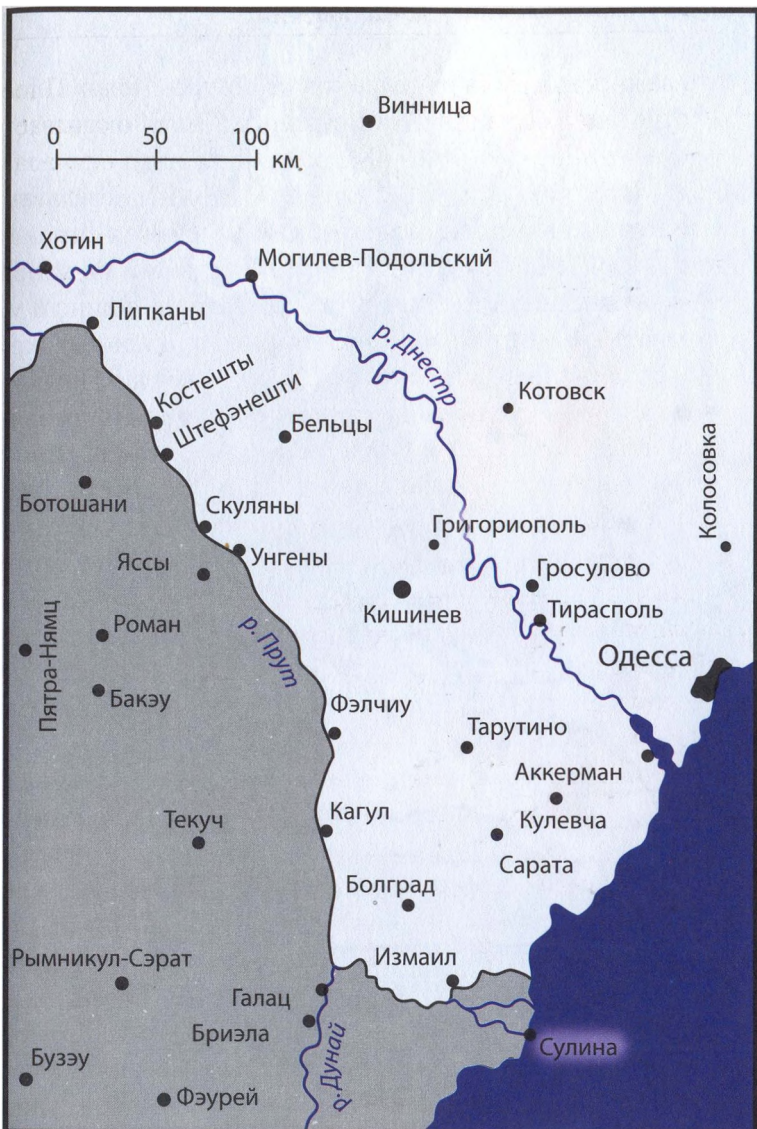 Винница
0 50 100
км
Хотин
Могилев-Подольский
Липканы
р. Днестр
Костешты
Штефэнешти
Котовск
Бельцы
Колосовка
Ботошани
Скуляны
Григориополь
Унгены
Яссы
Гросулово
Кишинев
Тирасполь
Пятра-Нямц
Роман
р. Прут
Одесса
Бакэу
Фэлчиу
Тарутино
Аккерман
Текуч
Кагул
Кулевча
Сарата
Болград
Рымникул-Сэрат
Измаил
Галац
Бриэла
р. Дунай
Сулина
Бузэу
Фэурей